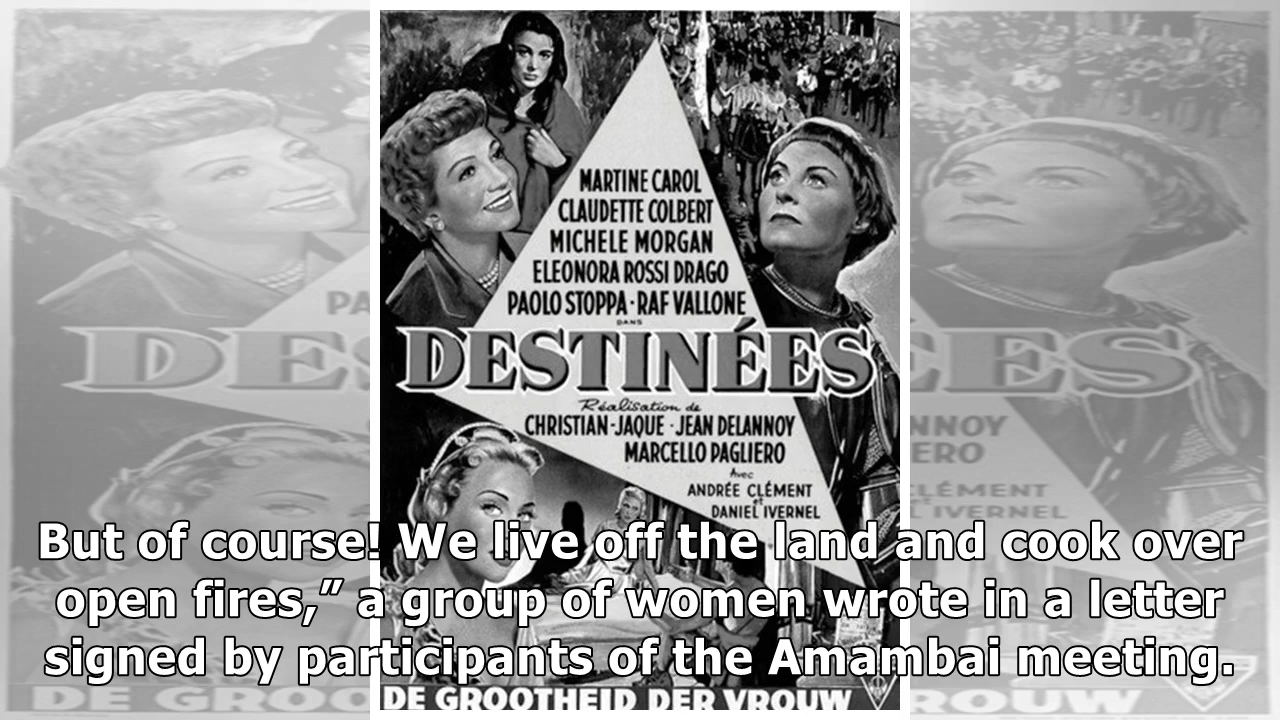 MARTINE CAROL
CLAUDETTE COLBERT
MICHELE MORGAN
ELEONORA ROSSI DRAGO
PAOLO STOPPA · RAF VALLONE
DANS
DESTINÉES
Réalisation de
CHRISTIAN-JAQUE · JEAN DELANNOY
MARCELLO PAGLIERO
Avec
ANDRÉE CLÉMENT
et
DANIEL IVERNEL
But of course! We live off the land and cook over
open fires,” a group of women wrote in a letter
signed by participants of the Amambai meeting.
DE GROOTHEID DER VROUW